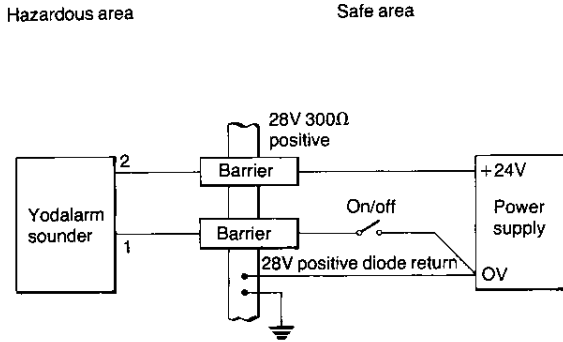 Hazardous area
Safe area
28V 300Ω
positive
2
Barrier
+24V
Yodalarm
sounder
On/off
Power
supply
1
Barrier
28V positive diode return
OV